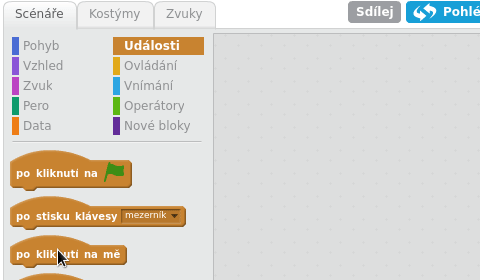 Scénáře Kostýmy Zvuky Sdílej
Pohyb Události
Vzhled Ovládání
Zvuk Vnímání
Pero Operátory
Data Nové bloky
po kliknutí na
po stisku klávesy mezerník
po kliknutí na mě